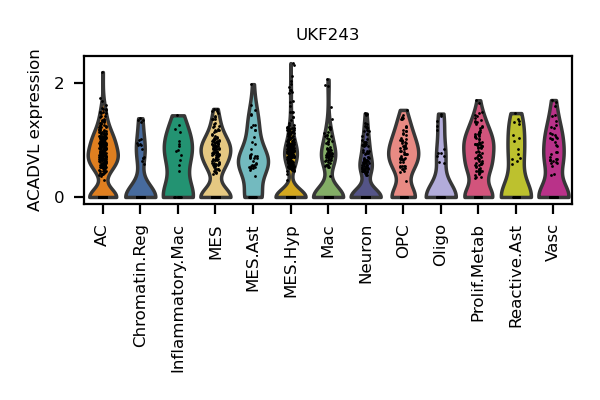 UKF243
ACADVL expression
2
0
AC
Chromatin.Reg
Inflammatory.Mac
MES
MES.Ast
MES.Hyp
Mac
Neuron
OPC
Oligo
Prolif.Metab
Reactive.Ast
Vasc